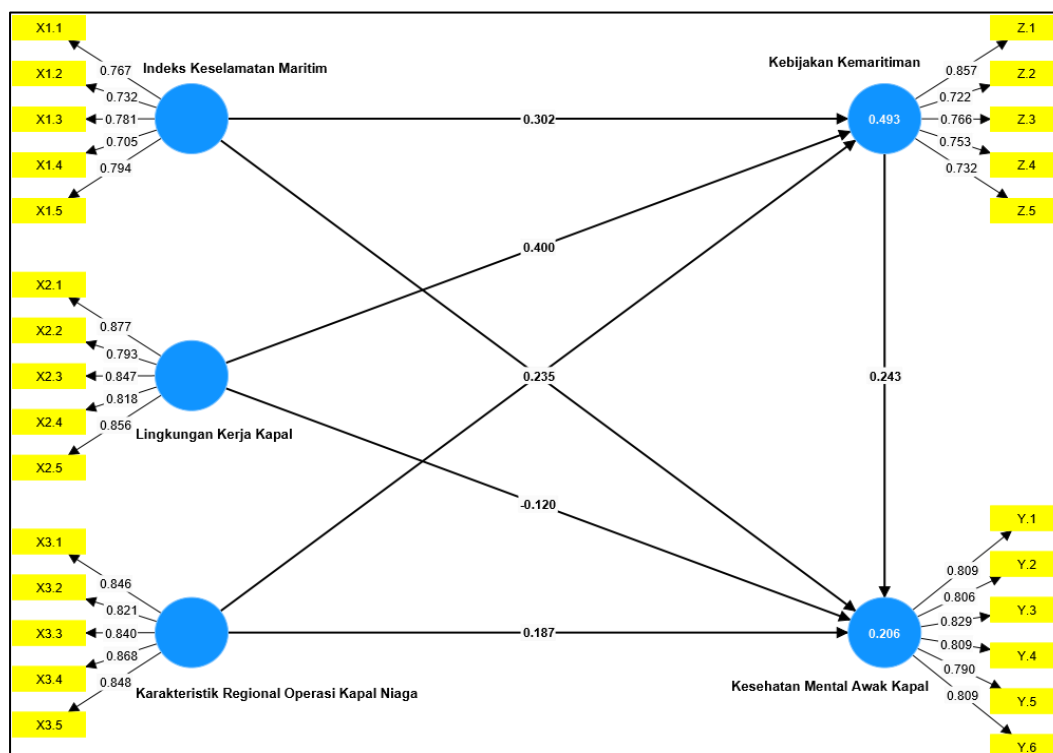 X1.1
X1.2
X1.3
X1.4
X1.5
0.767
0.732
0.781
0.705
0.794
Indeks Keselamatan Maritim
X2.1
X2.2
X2.3
X2.4
X2.5
0.877
0.793
0.847
0.818
0.856
Lingkungan Kerja Kapal
X3.1
X3.2
X3.3
X3.4
X3.5
0.846
0.821
0.840
0.868
0.848
Karakteristik Regional Operasi Kapal Niaga
0.302
0.400
0.235
-0.120
0.187
0.243
Kebijakan Kemaritiman
0.493
0.857
0.722
0.766
0.753
0.732
Z.1
Z.2
Z.3
Z.4
Z.5
0.206
Kesehatan Mental Awak Kapal
0.809
0.806
0.829
0.809
0.790
0.809
Y.1
Y.2
Y.3
Y.4
Y.5
Y.6